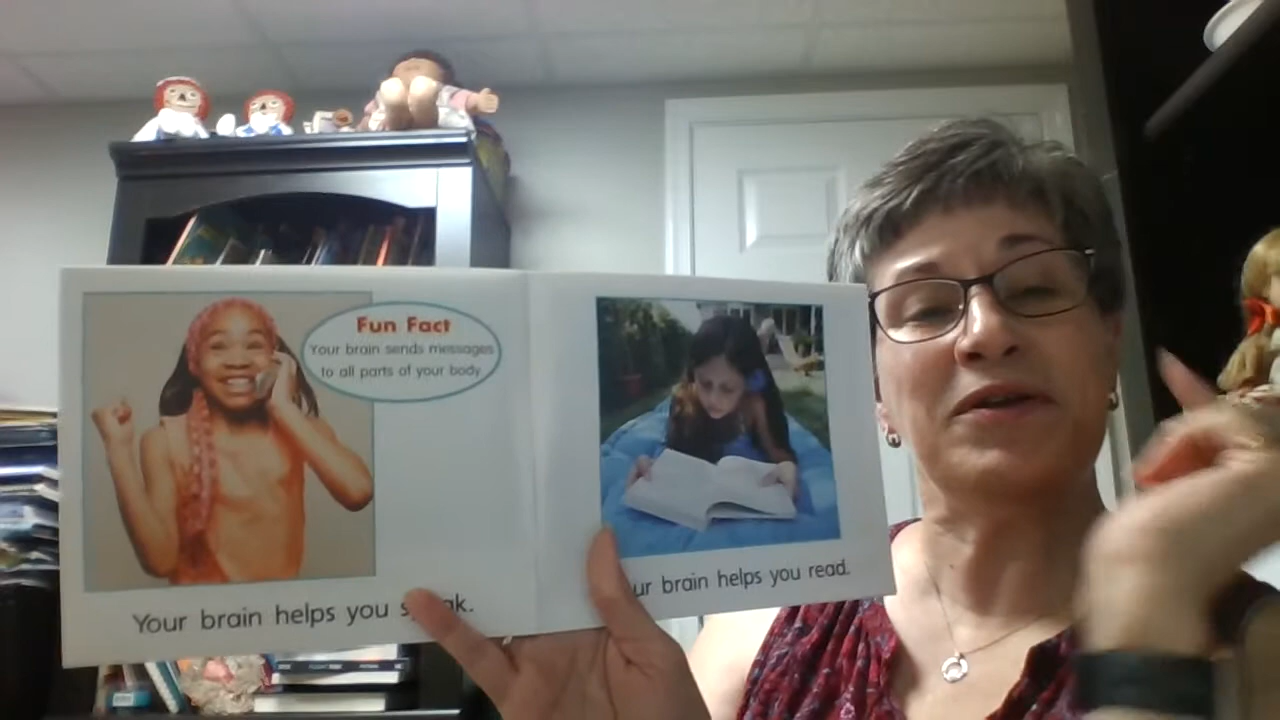 Fun Fact
Your brain sends messages
to all parts of your body.
Your brain helps you
brain helps you read.